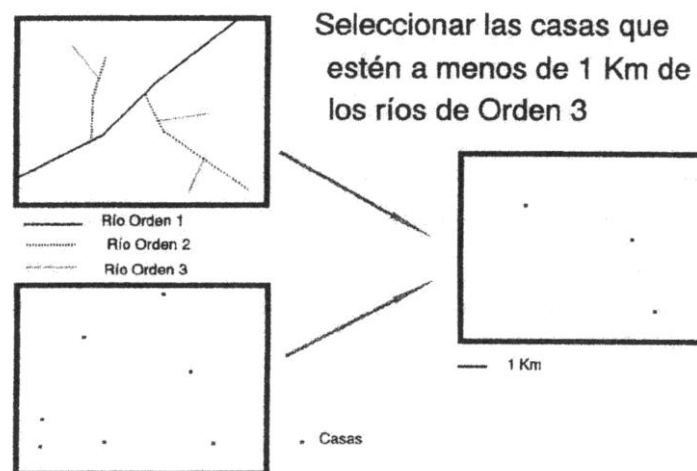 Seleccionar las casas que
estén a menos de 1 Km de
los ríos de Orden 3
Río Orden 1
Río Orden 2
Río Orden 3
1 Km
Casas